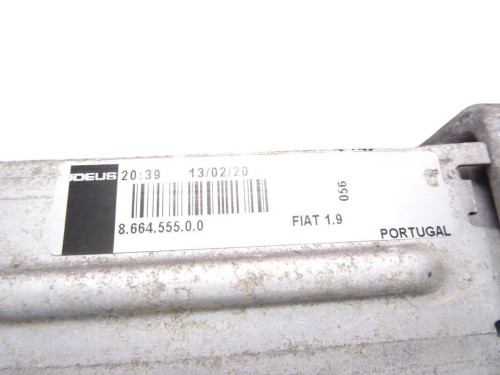 IDEUS 20:39 13/02/20
8.664.555.0.0
056
FIAT 1.9
PORTUGAL